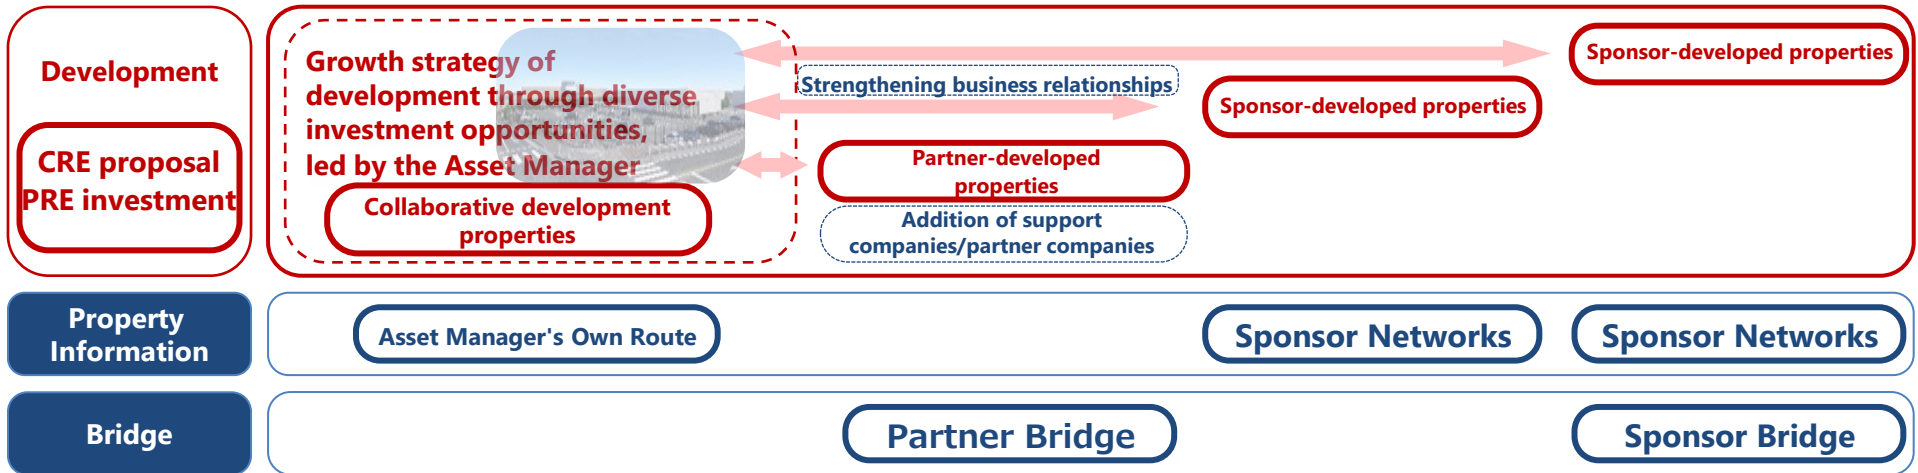 Development
CRE proposal
PRE investment
Growth strategy of
development through diverse
investment opportunities,
led by the Asset Manager
Collaborative development
properties
Strengthening business relationships
Partner-developed
properties
Addition of support
companies/partner companies
Sponsor-developed properties
Sponsor-developed properties
Property
Information
Asset Manager's Own Route
Sponsor Networks
Sponsor Networks
Bridge
Partner Bridge
Sponsor Bridge